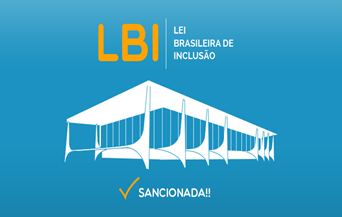 LBI
LEI
BRASILEIRA DE
INCLUSÃO
SANCIONADA!!